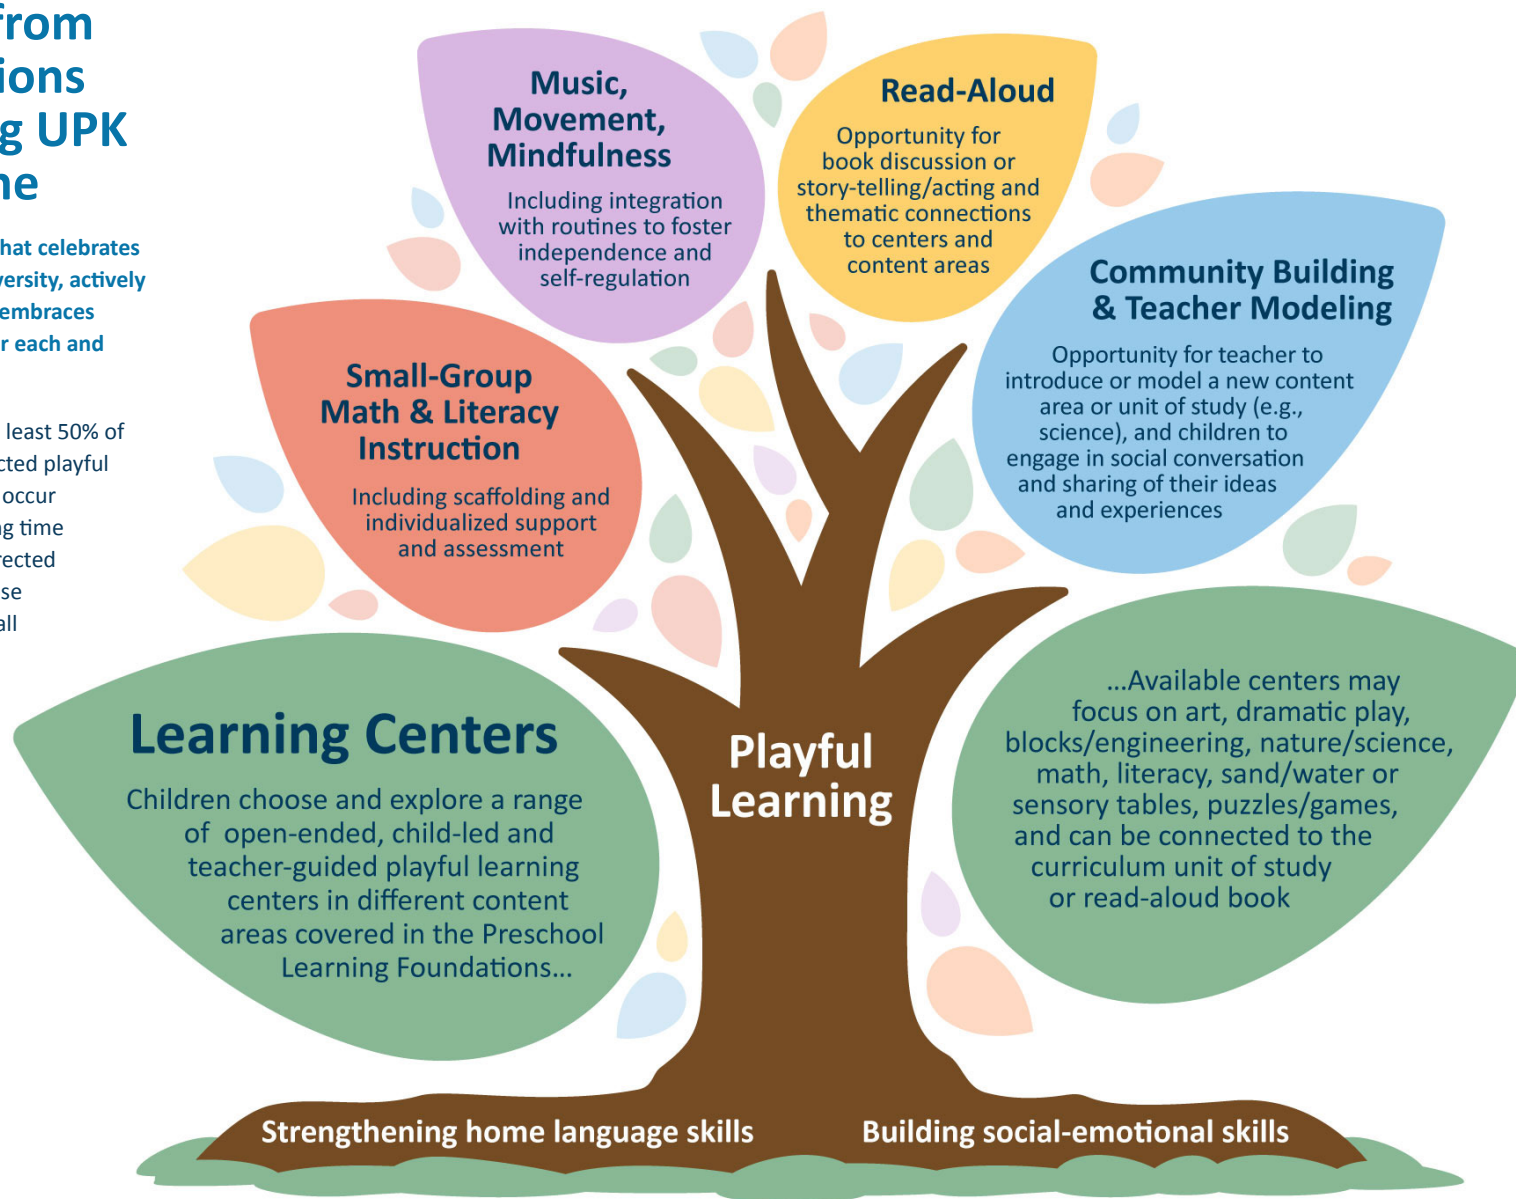 from
ions
g UPK
ne
hat celebrates
versity, actively
embraces
r each and
least 50% of
cted playful
occur
ng time
rected
se
all
Music,
Movement,
Mindfulness
Including integration
with routines to foster
independence and
self-regulation
Read-Aloud
Opportunity for
book discussion or
story-telling/acting and
thematic connections
to centers and
content areas
Small-Group
Math & Literacy
Instruction
Including scaffolding and
individualized support
and assessment
Community Building
& Teacher Modeling
Opportunity for teacher to
introduce or model a new content
area or unit of study (e.g.,
science), and children to
engage in social conversation
and sharing of their ideas
and experiences
Learning Centers
Children choose and explore a range
of open-ended, child-led and
teacher-guided playful learning
centers in different content
areas covered in the Preschool
Learning Foundations...
Playful
Learning
...Available centers may
focus on art, dramatic play,
blocks/engineering, nature/science,
math, literacy, sand/water or
sensory tables, puzzles/games,
and can be connected to the
curriculum unit of study
or read-aloud book
Strengthening home language skills
Building social-emotional skills